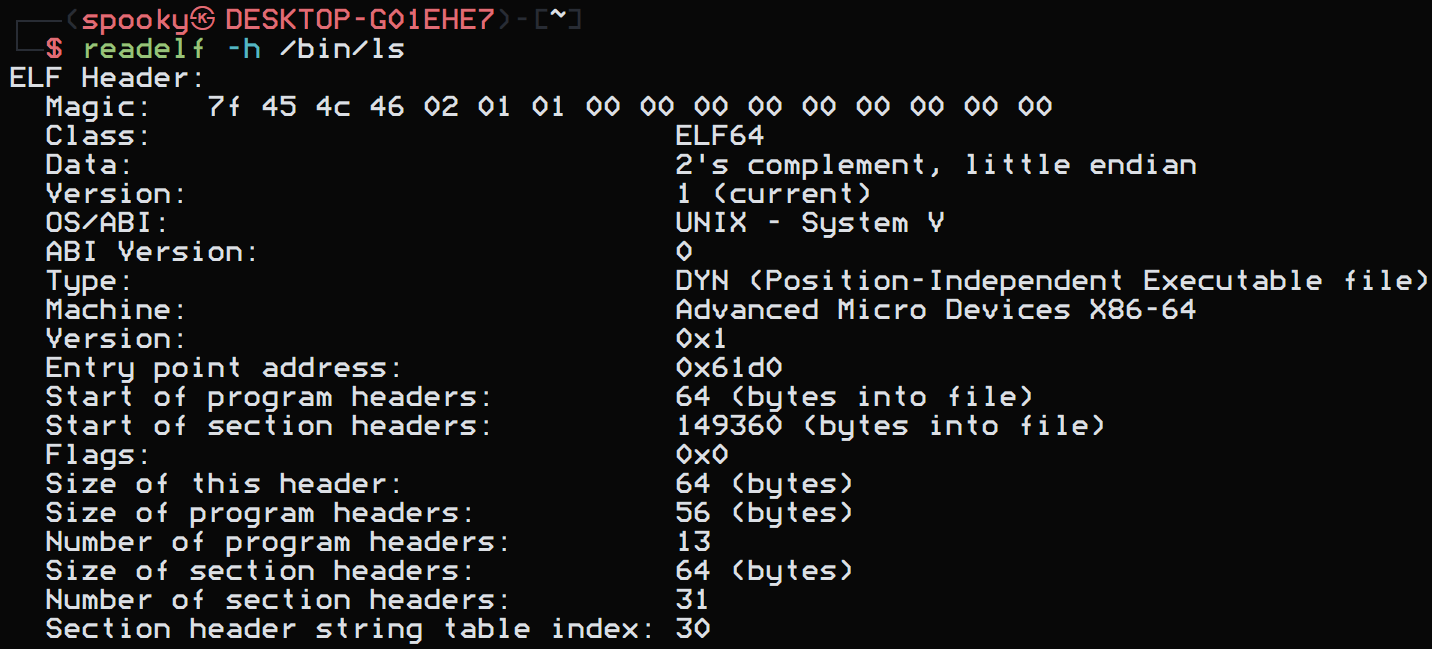 (spooky㉿DESKTOP-G01EHE7)-[~]
$ readelf -h /bin/ls
ELF Header:
  Magic:   7f 45 4c 46 02 01 01 00 00 00 00 00 00 00 00 00
  Class:                             ELF64
  Data:                              2's complement, little endian
  Version:                           1 (current)
  OS/ABI:                            UNIX - System V
  ABI Version:                       0
  Type:                              DYN (Position-Independent Executable file)
  Machine:                           Advanced Micro Devices X86-64
  Version:                           0x1
  Entry point address:               0x61d0
  Start of program headers:          64 (bytes into file)
  Start of section headers:          149360 (bytes into file)
  Flags:                             0x0
  Size of this header:               64 (bytes)
  Size of program headers:           56 (bytes)
  Number of program headers:         13
  Size of section headers:           64 (bytes)
  Number of section headers:         31
  Section header string table index: 30